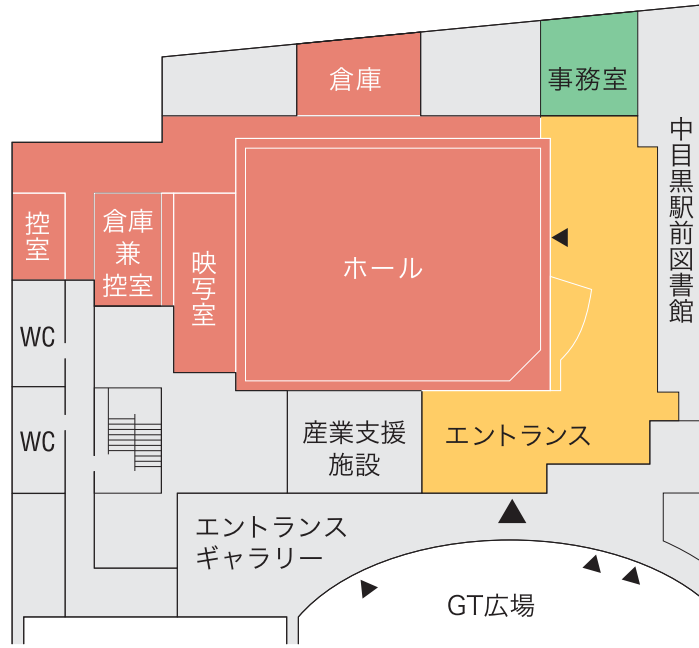 倉庫
事務室
中目黒駅前図書館
控室
倉庫
兼
控室
映写室
ホール
WC
WC
産業支援
施設
エントランス
エントランス
ギャラリー
GT広場